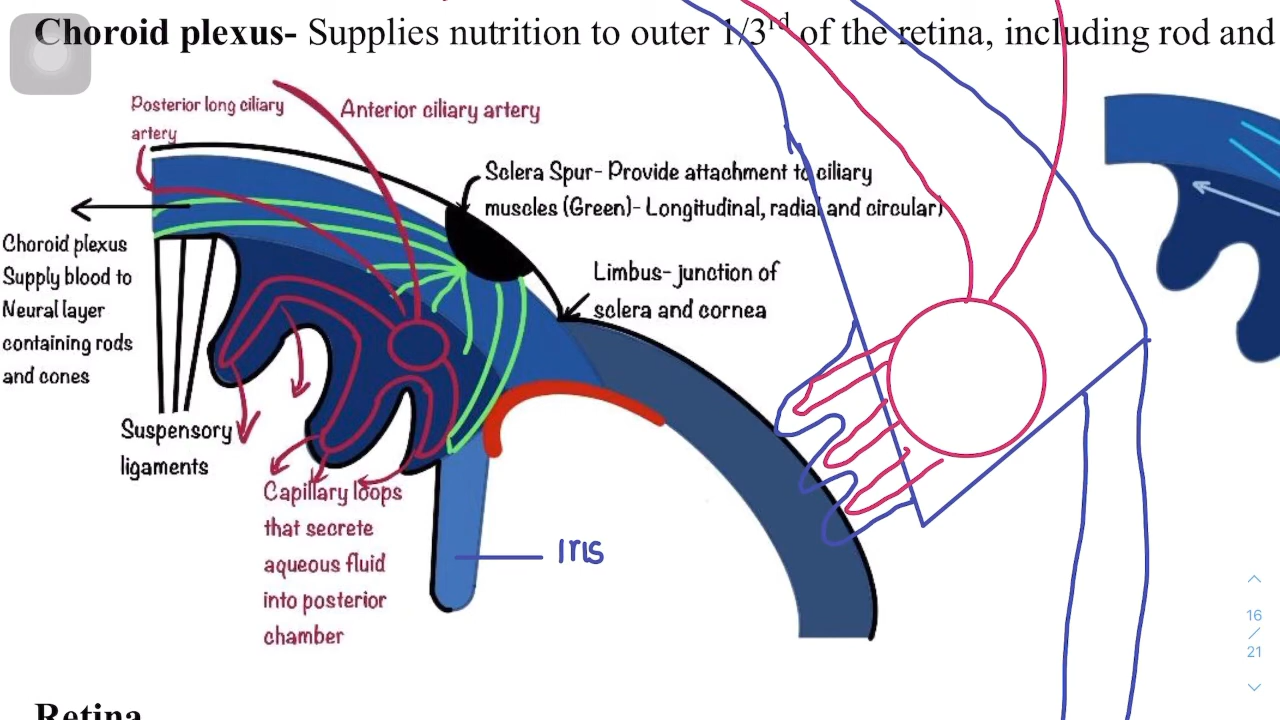 Choroid plexus- Supplies nutrition to outer 1/3rd of the retina, including rod and
Posterior long ciliary
artery
Anterior ciliary artery
Sclera Spur- Provide attachment to ciliary
muscles (Green)- Longitudinal, radial and circular)
Choroid plexus
Supply blood to
Neural layer
containing rods
and cones
Limbus- junction of
sclera and cornea
Suspensory
ligaments
Capillary loops
that secrete
aqueous fluid
into posterior
chamber
Iris
16
/
21
Retina